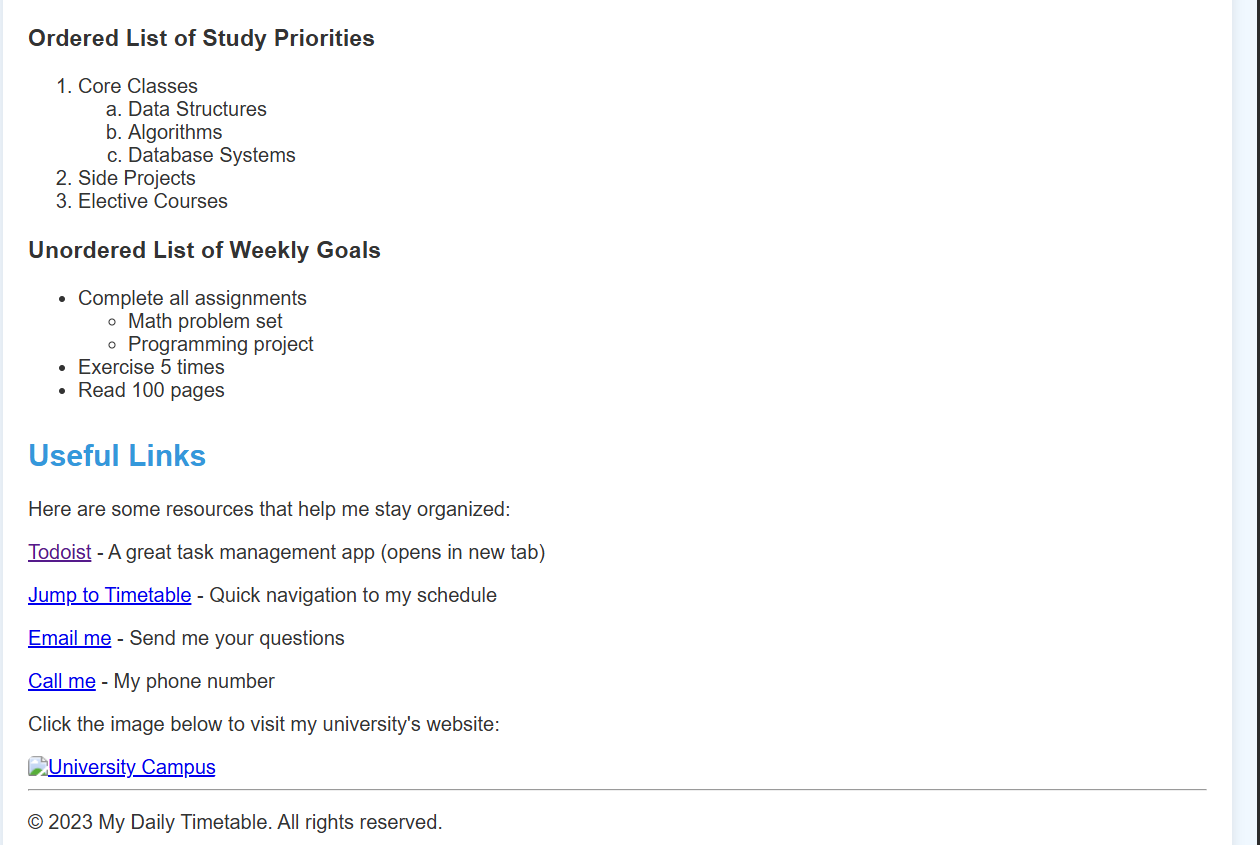 Ordered List of Study Priorities
1. Core Classes
a. Data Structures
b. Algorithms
c. Database Systems
2. Side Projects
3. Elective Courses
Unordered List of Weekly Goals
• Complete all assignments
◦ Math problem set
◦ Programming project
• Exercise 5 times
• Read 100 pages
Useful Links
Here are some resources that help me stay organized:
Todoist - A great task management app (opens in new tab)
Jump to Timetable - Quick navigation to my schedule
Email me - Send me your questions
Call me - My phone number
Click the image below to visit my university's website:
University Campus
© 2023 My Daily Timetable. All rights reserved.